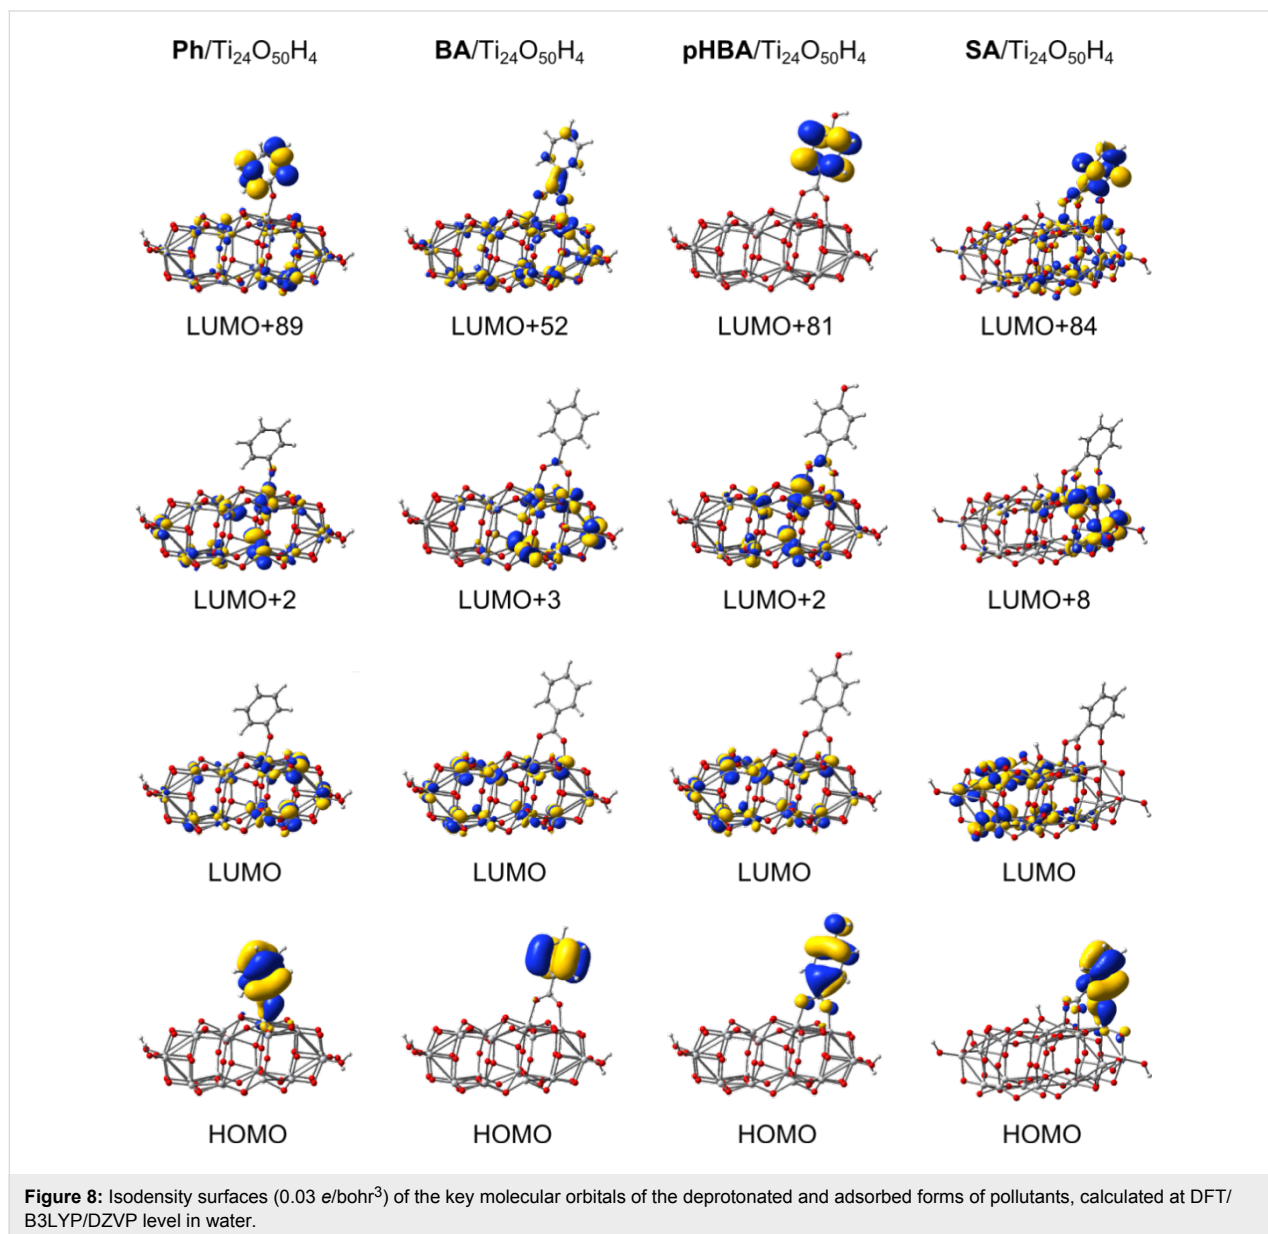 Ph/Ti₂₄O₅₀H₄ BA/Ti₂₄O₅₀H₄ pHBA/Ti₂₄O₅₀H₄ SA/Ti₂₄O₅₀H₄
LUMO+89 LUMO+52 LUMO+81 LUMO+84
LUMO+2 LUMO+3 LUMO+2 LUMO+8
LUMO LUMO LUMO LUMO
HOMO HOMO HOMO HOMO
Figure 8: Isodensity surfaces (0.03 e/bohr³) of the key molecular orbitals of the deprotonated and adsorbed forms of pollutants, calculated at DFT/
B3LYP/DZVP level in water.